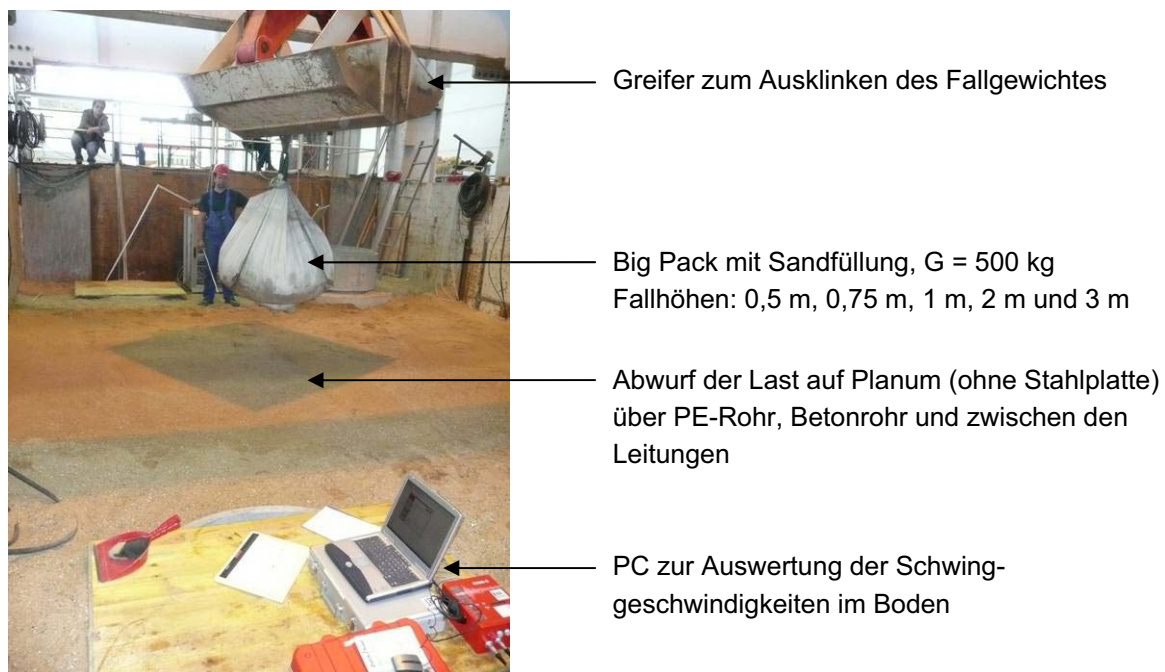 Greifer zum Ausklinken des Fallgewichtes
Big Pack mit Sandfüllung, G = 500 kg
Fallhöhen: 0,5 m, 0,75 m, 1 m, 2 m und 3 m
Abwurf der Last auf Planum (ohne Stahlplatte)
über PE-Rohr, Betonrohr und zwischen den
Leitungen
PC zur Auswertung der Schwing-
geschwindigkeiten im Boden